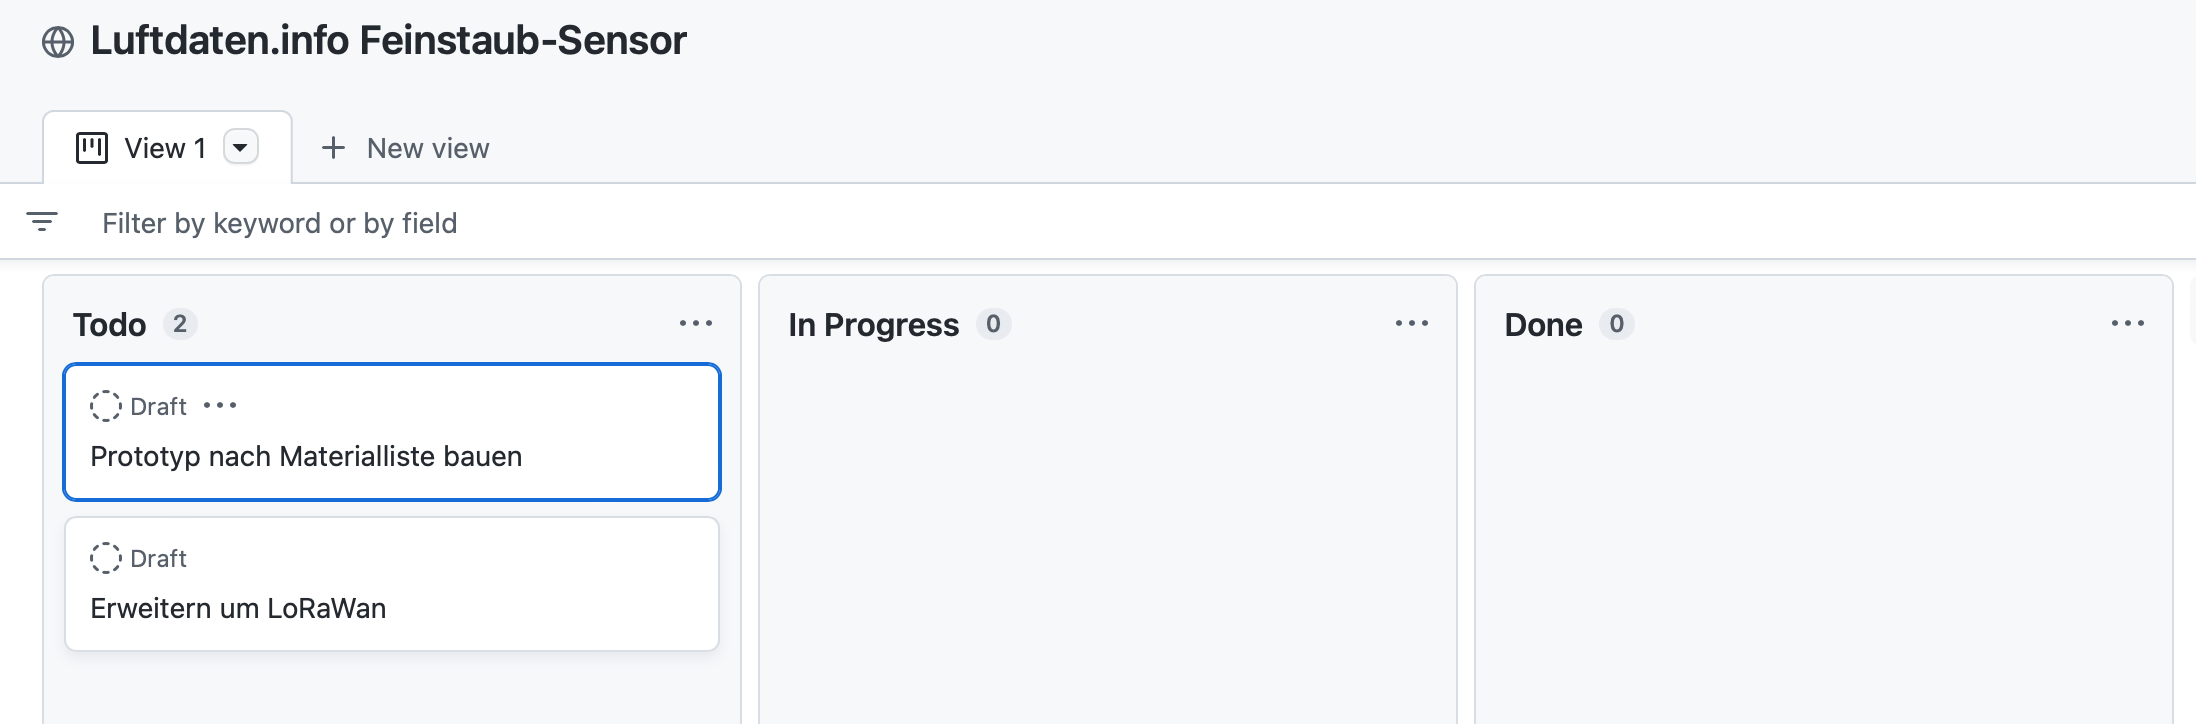 Luftdaten.info Feinstaub-Sensor
View 1
New view
Filter by keyword or by field
Todo 2
Draft
Prototyp nach Materialliste bauen
Draft
Erweitern um LoRaWan
In Progress 0
Done 0